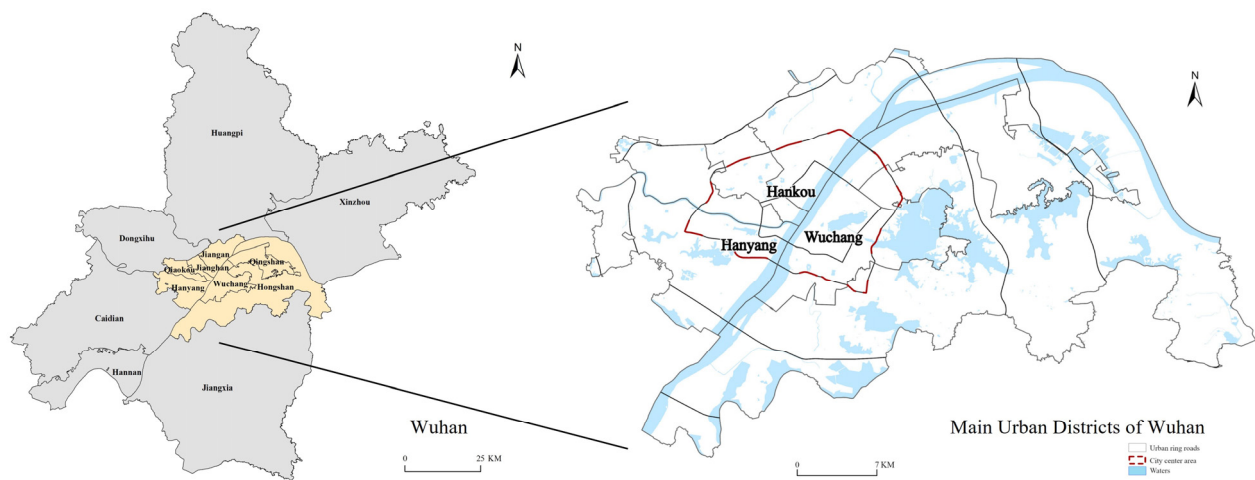 N
Huangpi
Xinzhou
Dongxihu
Jiangan
Qingshan
Qiaokou
Jianghan
Wuchang
Hanyang
Hongshan
Caidian
Hannan
Jiangxia
Wuhan
0 25 KM
N
Hankou
Wuchang
Hanyang
Main Urban Districts of Wuhan
Urban ring roads
City center area
Waters
0 7 KM